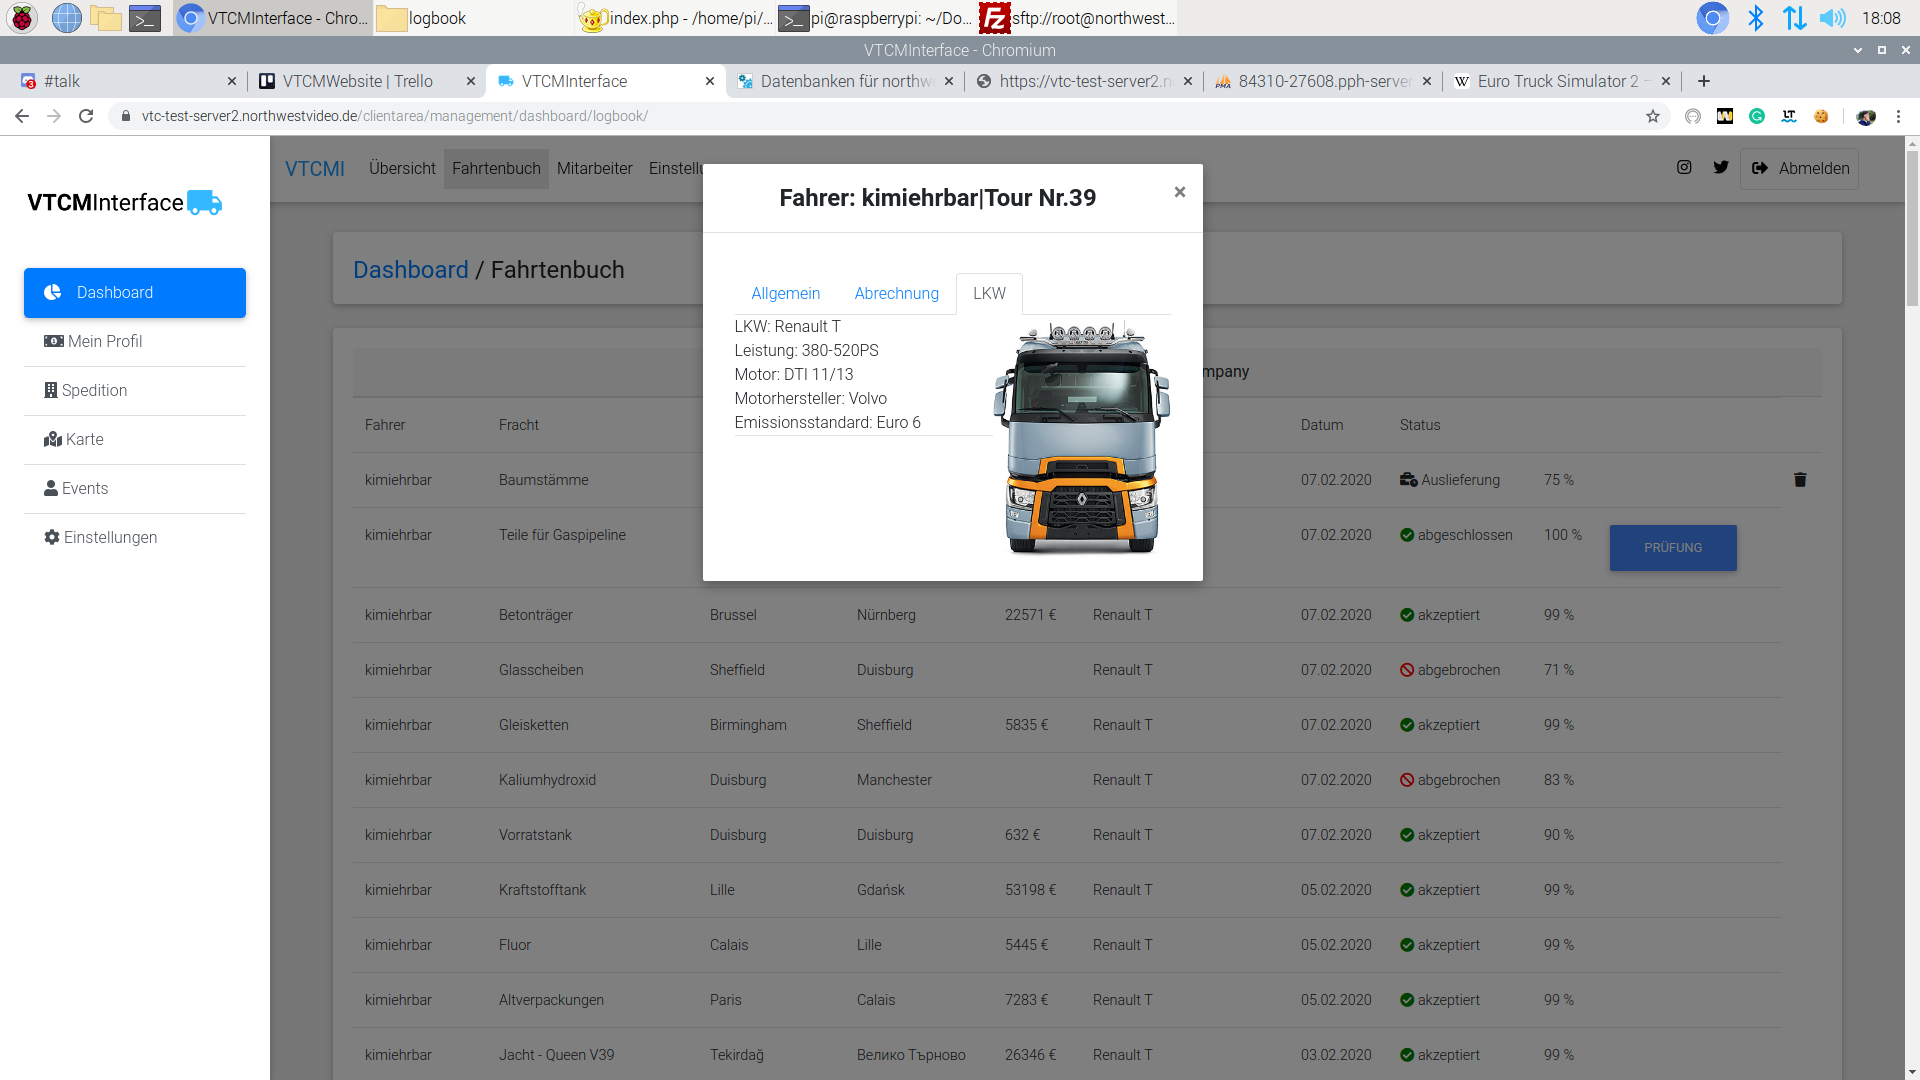 VTCMInterface - Chro...
logbook
index.php - /home/pi/...
pi@raspberrypi: ~/Do...
sftp://root@northwest...
18:08
VTCMInterface - Chromium
#talk
VTCMWebsite | Trello
VTCMInterface
Datenbanken für northw
https://vtc-test-server2.n
84310-27608.pph-server
Euro Truck Simulator 2 –
vtc-test-server2.northwestvideo.de/clientarea/management/dashboard/logbook/
VTCMInterface
Dashboard
Mein Profil
Spedition
Karte
Events
Einstellungen
VTCMI
Übersicht
Fahrtenbuch
Mitarbeiter
Einstellu
Abmelden
Dashboard / Fahrtenbuch
Fahrer: kimiehrbar|Tour Nr.39
×
Allgemein
Abrechnung
LKW
LKW: Renault T
Leistung: 380-520PS
Motor: DTI 11/13
Motorhersteller: Volvo
Emissionsstandard: Euro 6
mpany
Fahrer Fracht Datum Status
kimiehrbar Baumstämme 07.02.2020 Auslieferung 75 %
kimiehrbar Teile für Gaspipeline 07.02.2020 abgeschlossen 100 % PRÜFUNG
kimiehrbar Betonträger Brussel Nürnberg 22571 € Renault T 07.02.2020 akzeptiert 99 %
kimiehrbar Glasscheiben Sheffield Duisburg Renault T 07.02.2020 abgebrochen 71 %
kimiehrbar Gleisketten Birmingham Sheffield 5835 € Renault T 07.02.2020 akzeptiert 99 %
kimiehrbar Kaliumhydroxid Duisburg Manchester Renault T 07.02.2020 abgebrochen 83 %
kimiehrbar Vorratstank Duisburg Duisburg 632 € Renault T 07.02.2020 akzeptiert 90 %
kimiehrbar Kraftstofftank Lille Gdańsk 53198 € Renault T 05.02.2020 akzeptiert 99 %
kimiehrbar Fluor Calais Lille 5445 € Renault T 05.02.2020 akzeptiert 99 %
kimiehrbar Altverpackungen Paris Calais 7283 € Renault T 05.02.2020 akzeptiert 99 %
kimiehrbar Jacht - Queen V39 Tekirdağ Велико Търново 26346 € Renault T 03.02.2020 akzeptiert 99 %